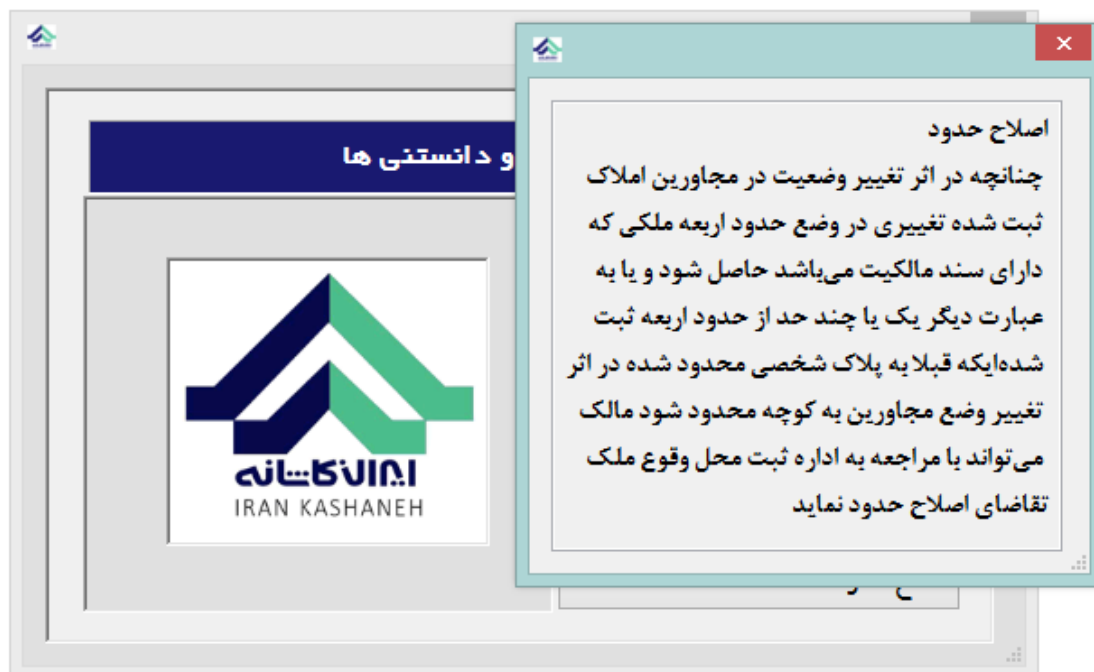 و دانستنی ها
ایران کاشانه
IRAN KASHANEH
اصلاح حدود
چنانچه در اثر تغییر وضعیت در مجاورین املاک
ثبت شده تغییری در وضع حدود اربعه ملکی که
دارای سند مالکیت می‌باشد حاصل شود و یا به
عبارت دیگر یک یا چند حد از حدود اربعه ثبت
شده‌ایکه قبلا به پلاک شخصی محدود شده در اثر
تغییر وضع مجاورین به کوچه محدود شود مالک
می‌تواند با مراجعه به اداره ثبت محل وقوع ملک
تقاضای اصلاح حدود نماید